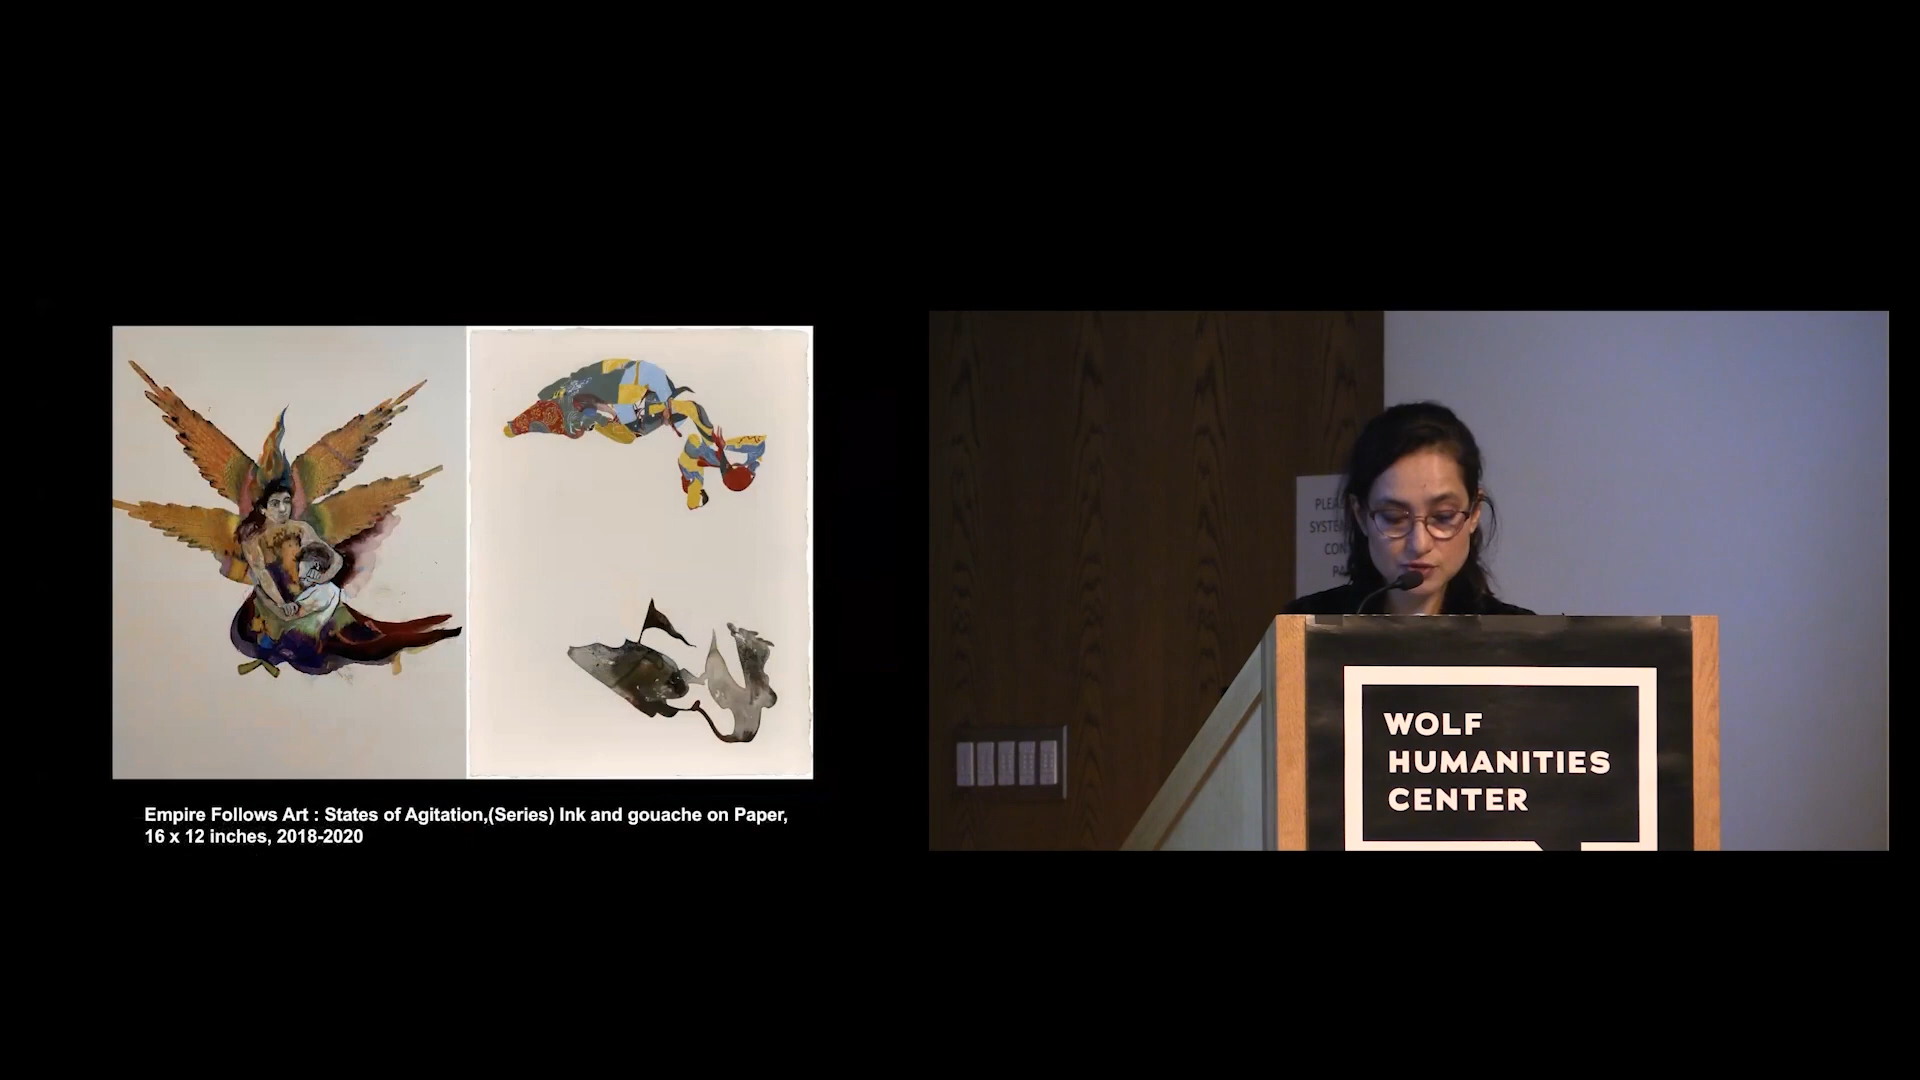 Empire Follows Art : States of Agitation,(Series) Ink and gouache on Paper,
16 x 12 inches, 2018-2020
WOLF
HUMANITIES
CENTER